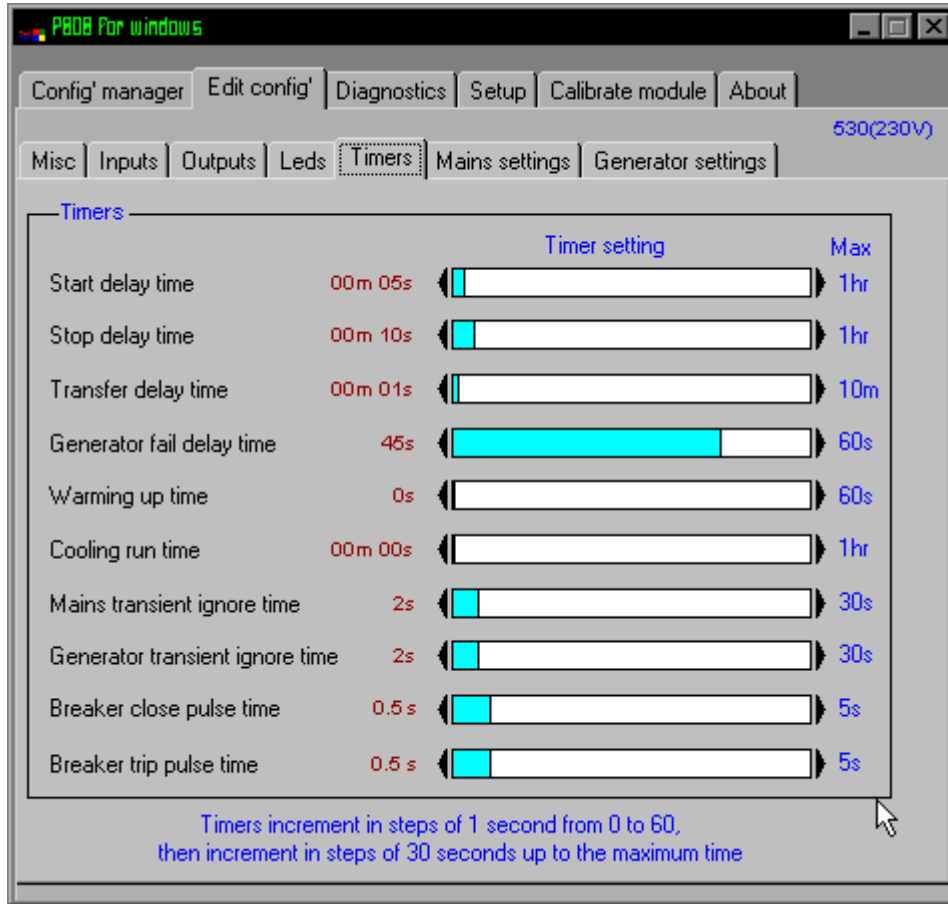 P808 For windows
Config' manager Edit config' Diagnostics Setup Calibrate module About
530(230V)
Misc Inputs Outputs Leds Timers Mains settings Generator settings
Timers
Timer setting Max
Start delay time 00m 05s 1hr
Stop delay time 00m 10s 1hr
Transfer delay time 00m 01s 10m
Generator fail delay time 45s 60s
Warming up time 0s 60s
Cooling run time 00m 00s 1hr
Mains transient ignore time 2s 30s
Generator transient ignore time 2s 30s
Breaker close pulse time 0.5 s 5s
Breaker trip pulse time 0.5 s 5s
Timers increment in steps of 1 second from 0 to 60,
then increment in steps of 30 seconds up to the maximum time